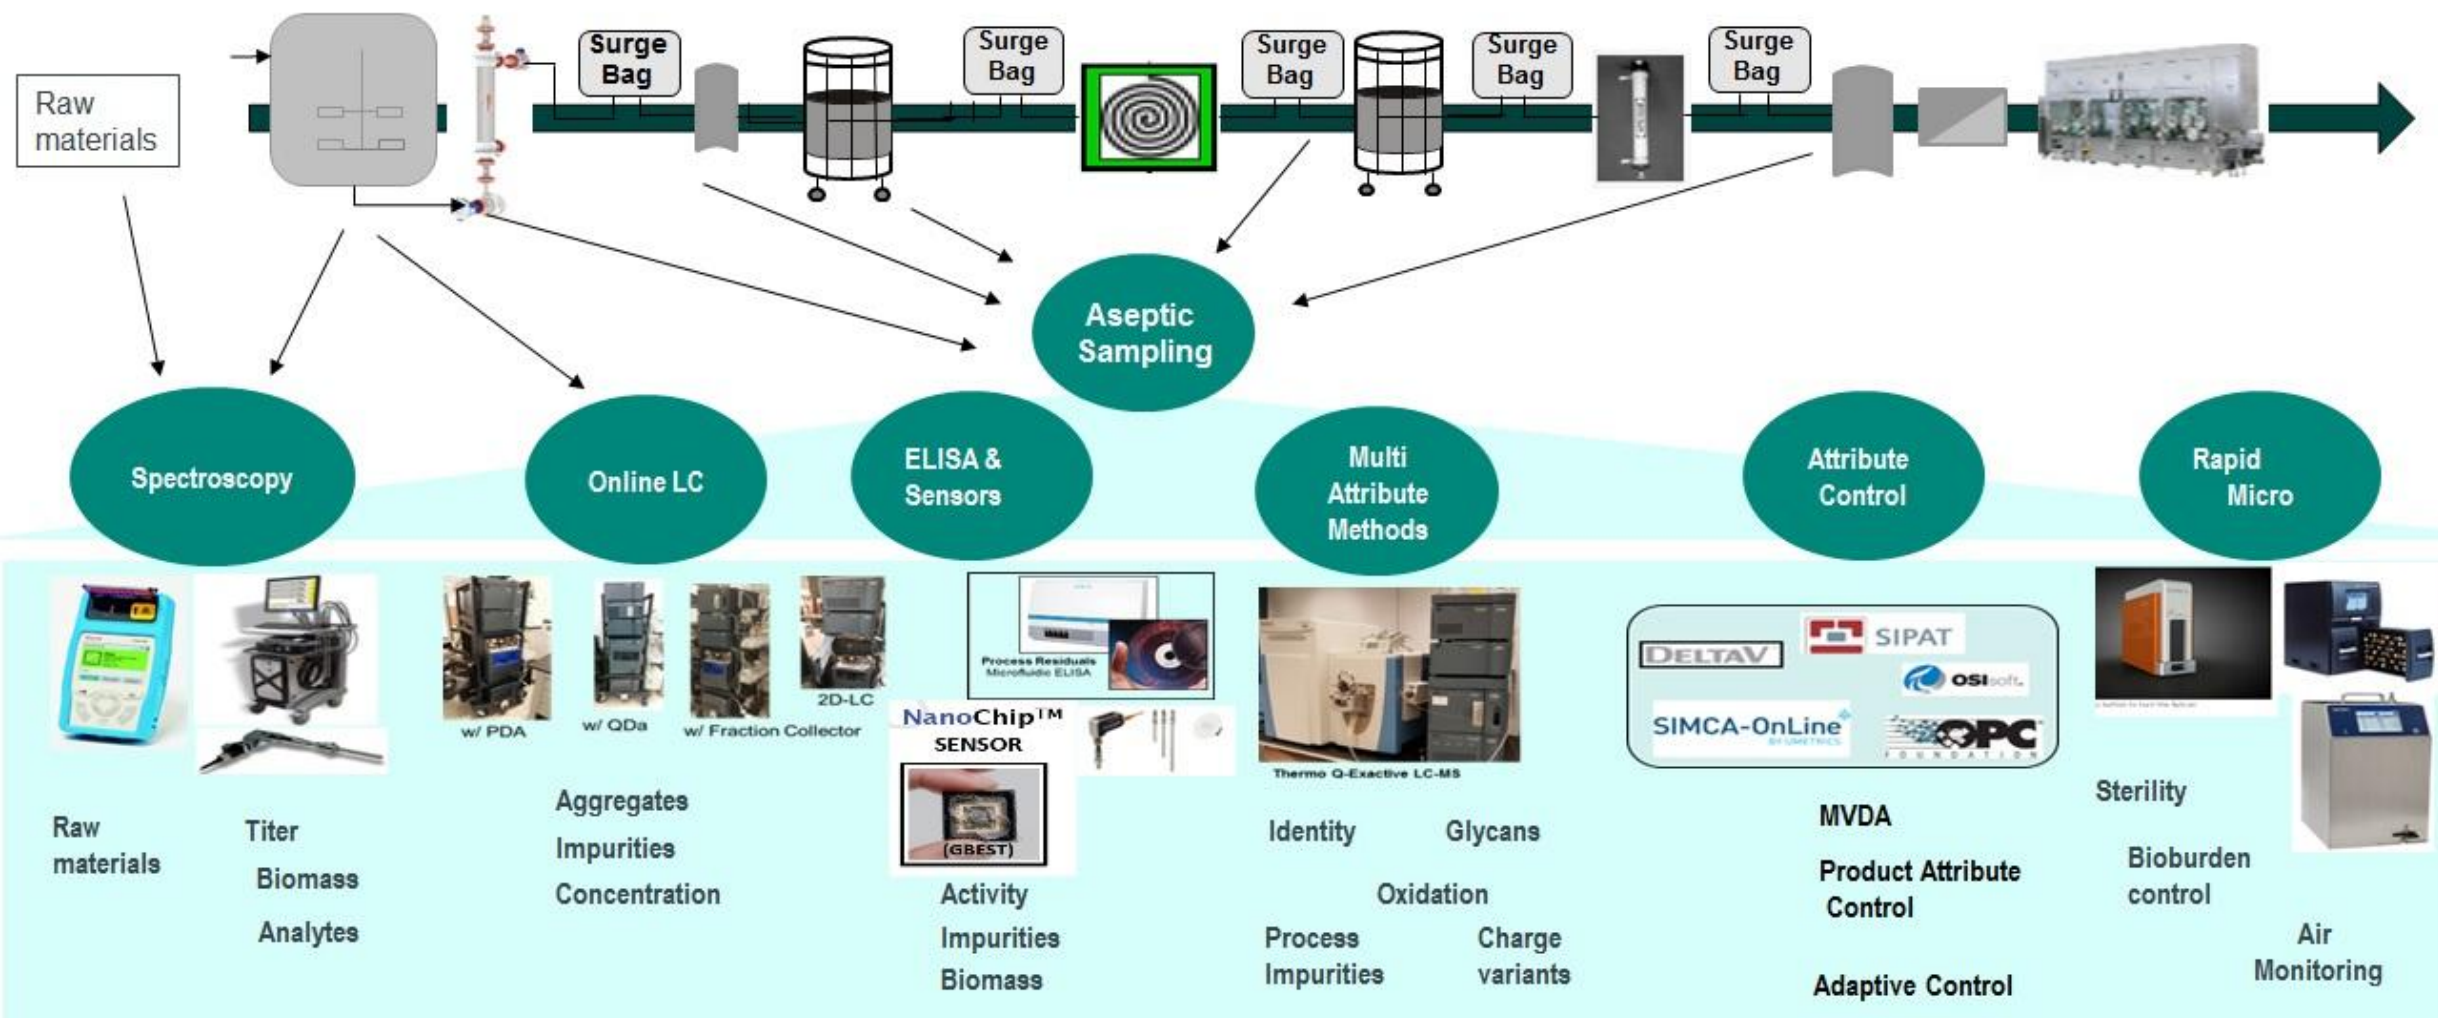 Raw
materials
Surge
Bag
Surge
Bag
Surge
Bag
Surge
Bag
Surge
Bag
Aseptic
Sampling
Spectroscopy
Online LC
ELISA &
Sensors
Multi
Attribute
Methods
Attribute
Control
Rapid
Micro
w/ PDA
w/ QDa
w/ Fraction Collector
2D-LC
Process Residuals
Microfluidic ELISA
NanoChip™
SENSOR
(GBEST)
Thermo Q-Exactive LC-MS
DELTAV
SIPAT
OSIsoft.
SIMCA-OnLine
BY UMETRICS
OPC
FOUNDATION
Raw
materials
Titer
Biomass
Analytes
Aggregates
Impurities
Concentration
Activity
Impurities
Biomass
Identity
Glycans
Oxidation
Process
Impurities
Charge
variants
MVDA
Product Attribute
Control
Adaptive Control
Sterility
Bioburden
control
Air
Monitoring